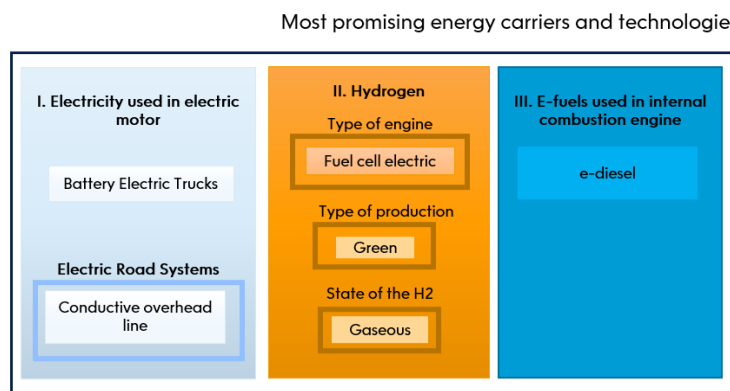 Most promising energy carriers and technologie
I. Electricity used in electric
motor
Battery Electric Trucks
Electric Road Systems
Conductive overhead
line
II. Hydrogen
Type of engine
Fuel cell electric
Type of production
Green
State of the H2
Gaseous
III. E-fuels used in internal
combustion engine
e-diesel